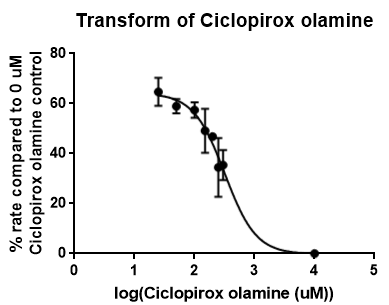 Transform of Ciclopirox olamine
% rate compared to 0 uM
Ciclopirox olamine control
80
60
40
20
0
0 1 2 3 4 5
log(Ciclopirox olamine (uM))